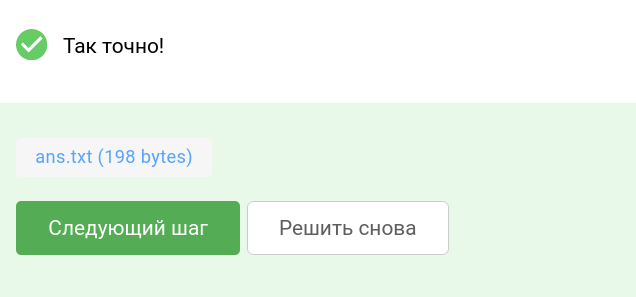 Так точно!
ans.txt (198 bytes)
Следующий шаг
Решить снова